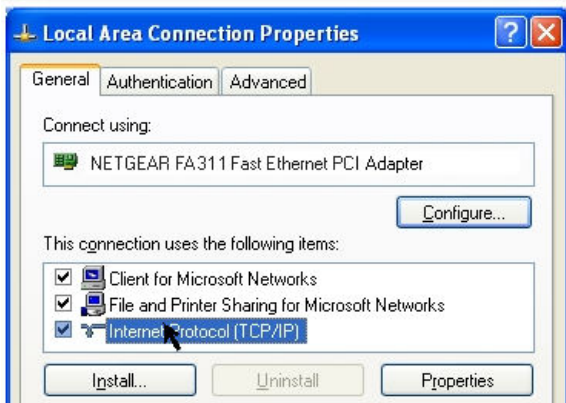 Local Area Connection Properties
General Authentication Advanced
Connect using:
NETGEAR FA311 Fast Ethernet PCI Adapter
Configure...
This connection uses the following items:
Client for Microsoft Networks
File and Printer Sharing for Microsoft Networks
Internet Protocol (TCP/IP)
Install... Uninstall Properties